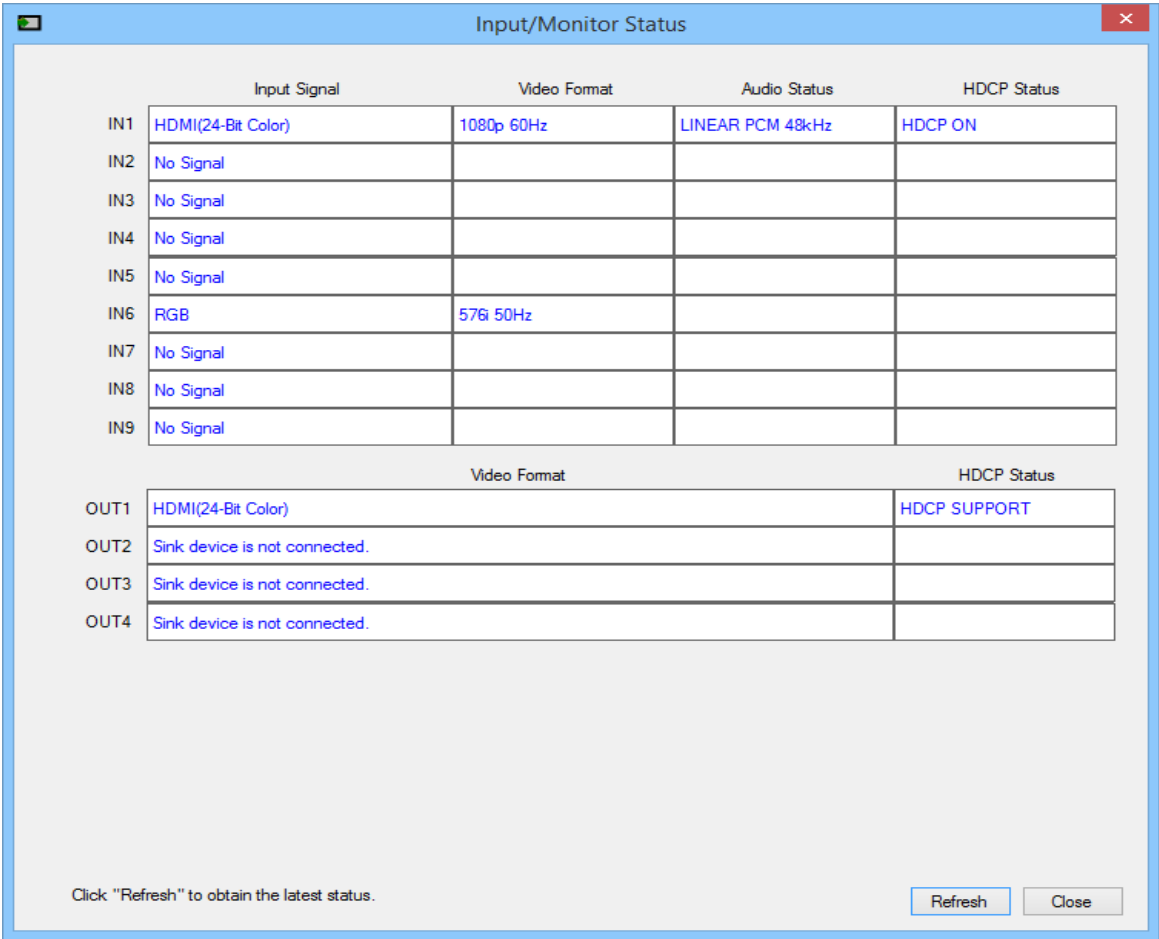 Input/Monitor Status
Input Signal Video Format Audio Status HDCP Status
IN1 HDMI(24-Bit Color) 1080p 60Hz LINEAR PCM 48kHz HDCP ON
IN2 No Signal
IN3 No Signal
IN4 No Signal
IN5 No Signal
IN6 RGB 576i 50Hz
IN7 No Signal
IN8 No Signal
IN9 No Signal
Video Format HDCP Status
OUT1 HDMI(24-Bit Color) HDCP SUPPORT
OUT2 Sink device is not connected.
OUT3 Sink device is not connected.
OUT4 Sink device is not connected.
Click "Refresh" to obtain the latest status. Refresh Close